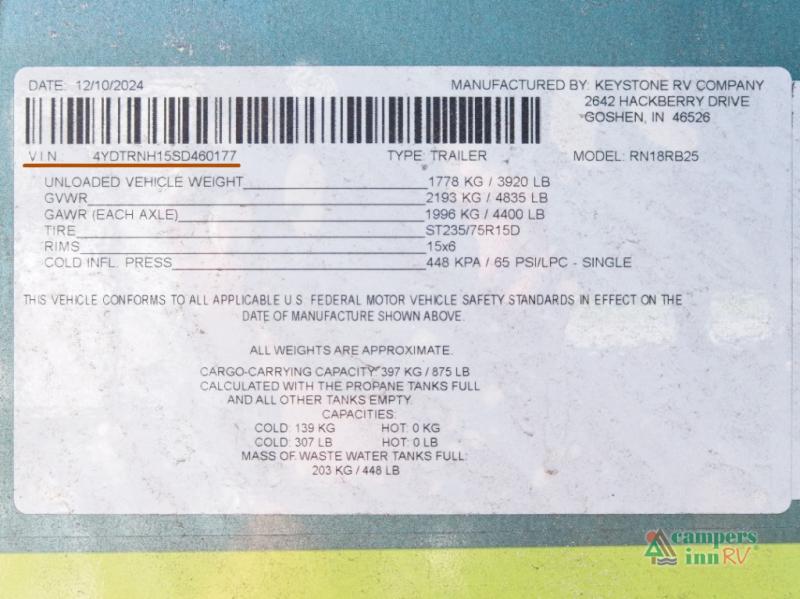 DATE: 12/10/2024 MANUFACTURED BY: KEYSTONE RV COMPANY
2642 HACKBERRY DRIVE
GOSHEN, IN 46526
VIN 4YDTRNH15SD460177 TYPE: TRAILER MODEL: RN18RB25
UNLOADED VEHICLE WEIGHT 1778 KG / 3920 LB
GVWR 2193 KG / 4835 LB
GAWR (EACH AXLE) 1996 KG / 4400 LB
TIRE ST235/75R15D
RIMS 15x6
COLD INFL. PRESS 448 KPA / 65 PSI/LPC - SINGLE
THIS VEHICLE CONFORMS TO ALL APPLICABLE U.S. FEDERAL MOTOR VEHICLE SAFETY STANDARDS IN EFFECT ON THE
DATE OF MANUFACTURE SHOWN ABOVE.
ALL WEIGHTS ARE APPROXIMATE.
CARGO-CARRYING CAPACITY: 397 KG / 875 LB
CALCULATED WITH THE PROPANE TANKS FULL
AND ALL OTHER TANKS EMPTY.
CAPACITIES:
COLD: 139 KG HOT: 0 KG
COLD: 307 LB HOT: 0 LB
MASS OF WASTE WATER TANKS FULL:
203 KG / 448 LB
campers
inn RV